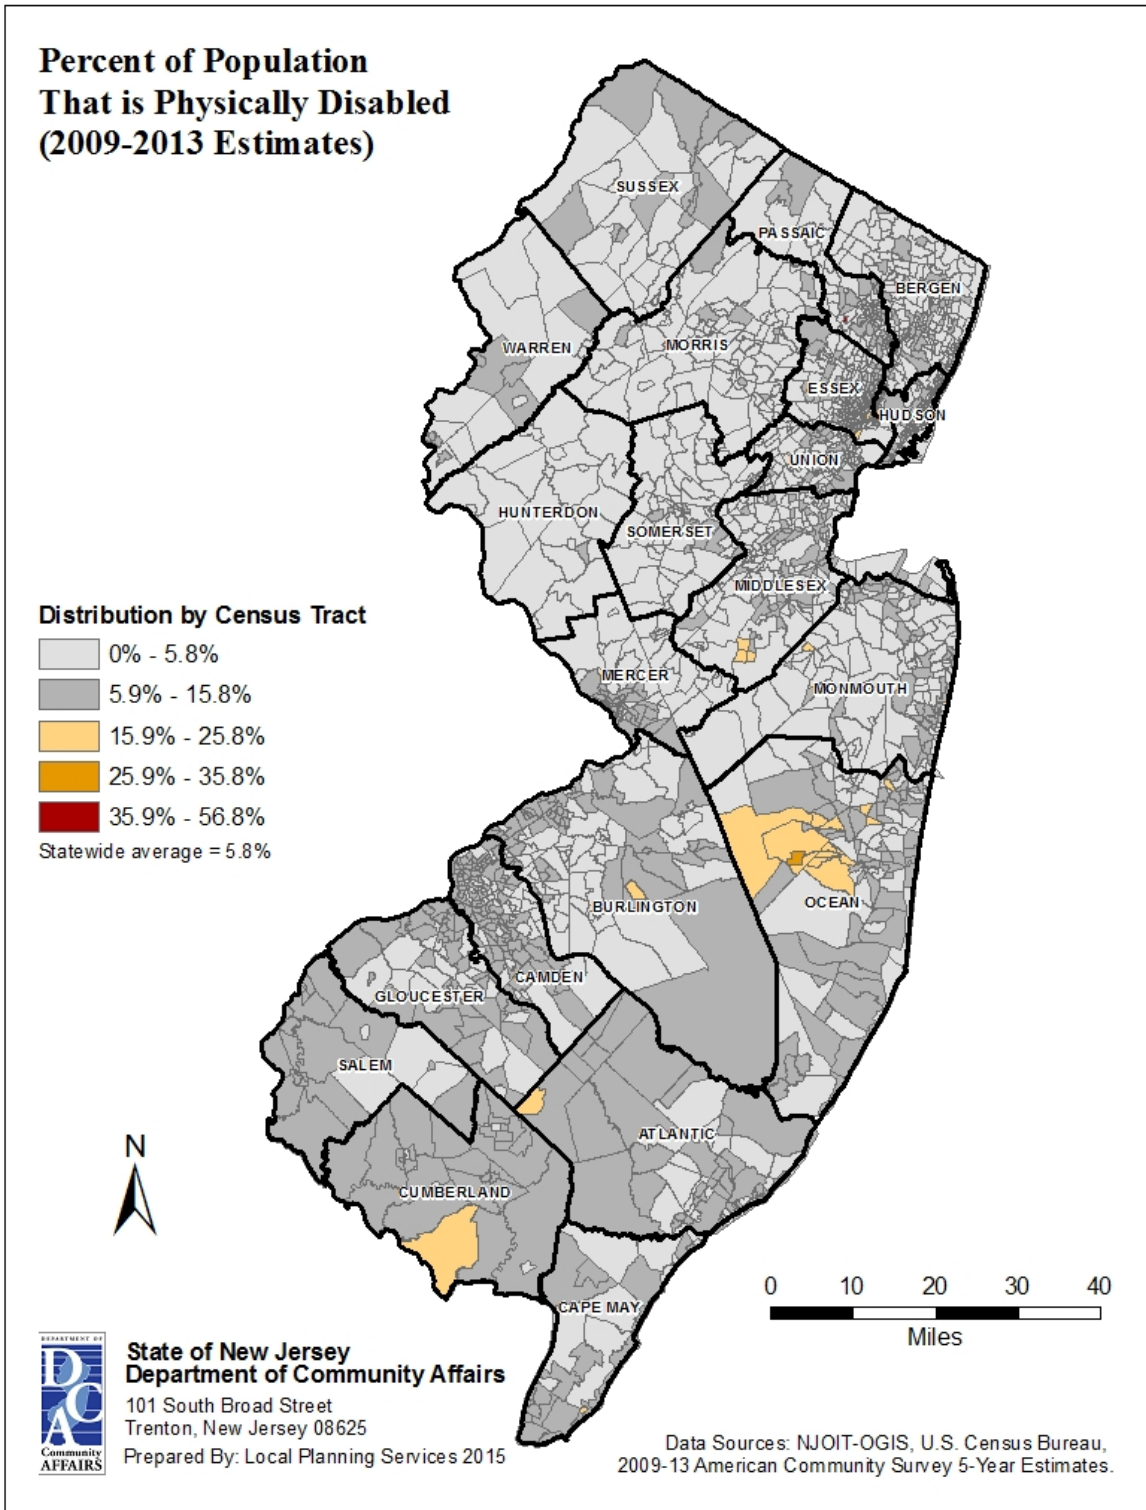 Percent of Population
That is Physically Disabled
(2009-2013 Estimates)
SUSSEX
PASSAIC
BERGEN
WARREN
MORRIS
ESSEX
HUDSON
UNION
HUNTERDON
SOMERSET
MIDDLESEX
MERCER
MONMOUTH
OCEAN
BURLINGTON
CAMDEN
GLOUCESTER
SALEM
ATLANTIC
CUMBERLAND
CAPE MAY
Distribution by Census Tract
0% - 5.8%
5.9% - 15.8%
15.9% - 25.8%
25.9% - 35.8%
35.9% - 56.8%
Statewide average = 5.8%
N
0 10 20 30 40
Miles
DEPARTMENT OF
DCA
Community
AFFAIRS
State of New Jersey
Department of Community Affairs
101 South Broad Street
Trenton, New Jersey 08625
Prepared By: Local Planning Services 2015
Data Sources: NJOIT-OGIS, U.S. Census Bureau,
2009-13 American Community Survey 5-Year Estimates.